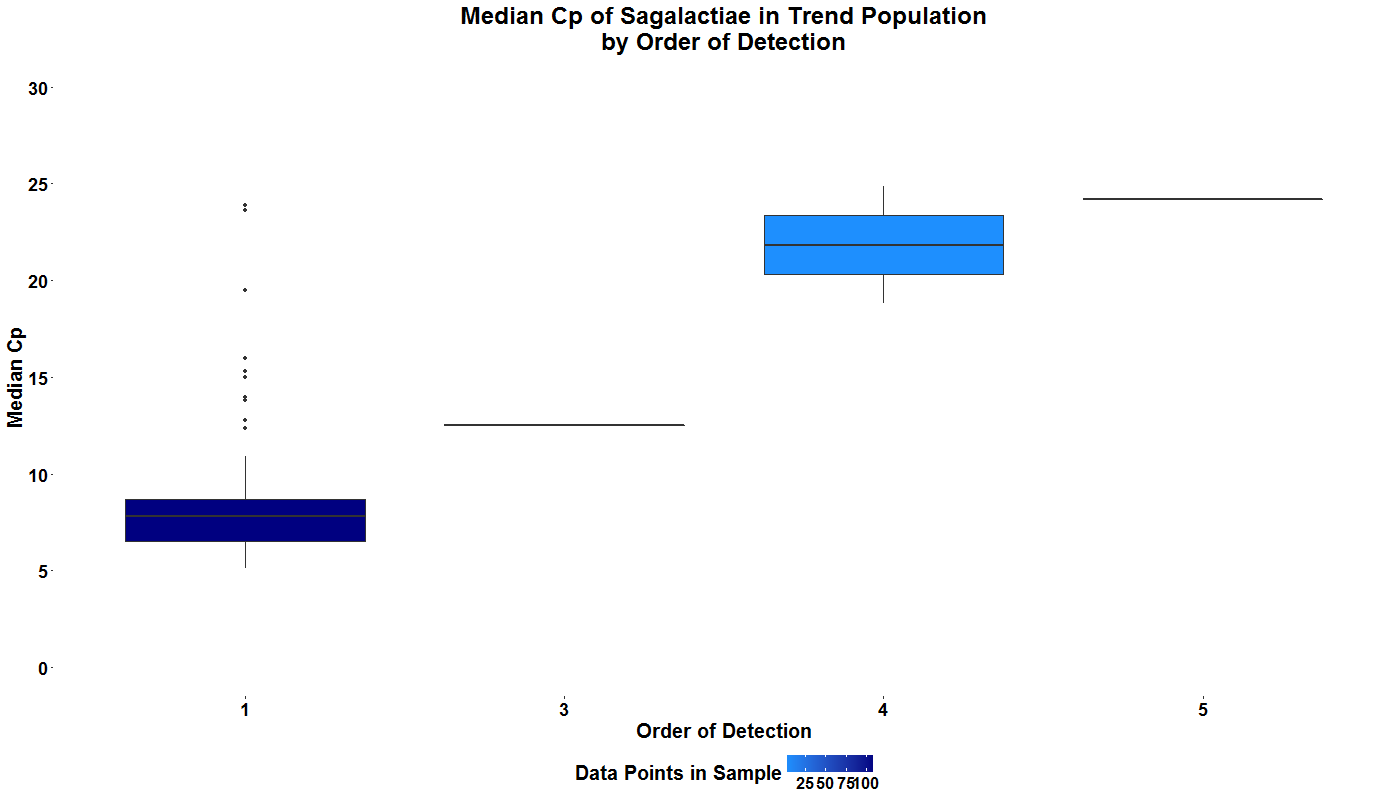 Median Cp of Sagalactiae in Trend Population
by Order of Detection
30
25
20
15
10
5
0
Median Cp
1 3 4 5
Order of Detection
Data Points in Sample
25 50 75 100